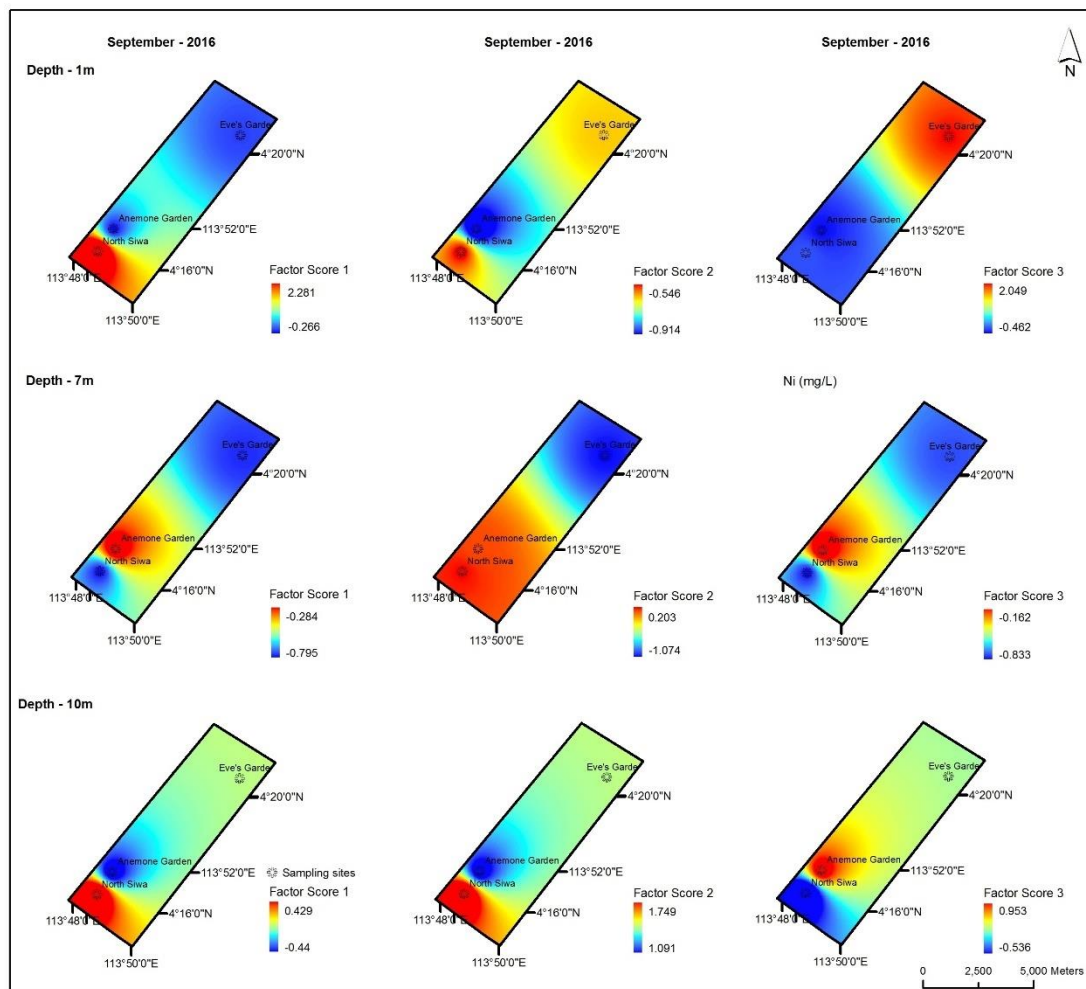 September - 2016
September - 2016
September - 2016
N
Depth - 1m
Eve's Garde
4°20'0"N
Anemone Garden
113°52'0"E
North Siwa
113°48'0"E
4°16'0"N
113°50'0"E
Factor Score 1
2.281
-0.266
Eve's Garde
4°20'0"N
Anemone Garden
113°52'0"E
North Siwa
113°48'0"E
4°16'0"N
113°50'0"E
Factor Score 2
-0.546
-0.914
Eve's Garde
4°20'0"N
Anemone Garden
113°52'0"E
North Siwa
113°48'0"E
4°16'0"N
113°50'0"E
Factor Score 3
2.049
-0.462
Depth - 7m
Eve's Garde
4°20'0"N
Anemone Garden
113°52'0"E
North Siwa
113°48'0"E
4°16'0"N
113°50'0"E
Factor Score 1
-0.284
-0.795
Eve's Garde
4°20'0"N
Anemone Garden
113°52'0"E
North Siwa
113°48'0"E
4°16'0"N
113°50'0"E
Factor Score 2
0.203
-1.074
Ni (mg/L)
Eve's Garde
4°20'0"N
Anemone Garden
113°52'0"E
North Siwa
113°48'0"E
4°16'0"N
113°50'0"E
Factor Score 3
-0.162
-0.833
Depth - 10m
Eve's Garde
4°20'0"N
Anemone Garden
113°52'0"E
North Siwa
113°48'0"E
4°16'0"N
113°50'0"E
Sampling sites
Factor Score 1
0.429
-0.44
Eve's Garde
4°20'0"N
Anemone Garden
113°52'0"E
North Siwa
113°48'0"E
4°16'0"N
113°50'0"E
Factor Score 2
1.749
1.091
Eve's Garde
4°20'0"N
Anemone Garden
113°52'0"E
North Siwa
113°48'0"E
4°16'0"N
113°50'0"E
Factor Score 3
0.953
-0.536
0 2,500 5,000 Meters